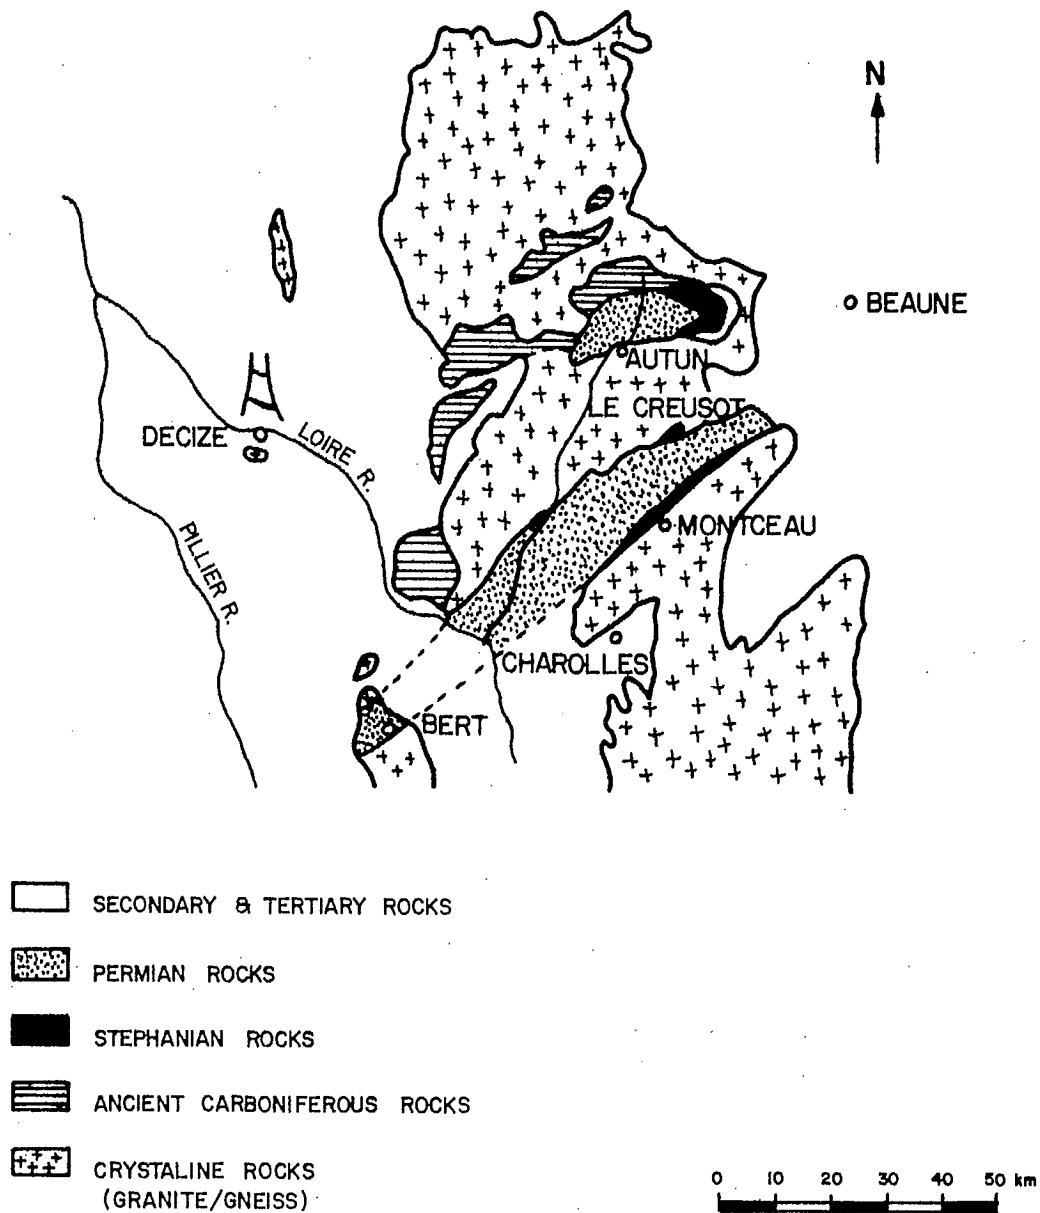 N
BEAUNE
AUTUN
LE CREUSOT
DECIZE
LOIRE R.
MONTCEAU
PILLIER R.
CHAROLLES
BERT
SECONDARY & TERTIARY ROCKS
PERMIAN ROCKS
STEPHANIAN ROCKS
ANCIENT CARBONIFEROUS ROCKS
CRYSTALINE ROCKS
(GRANITE/GNEISS)
0 10 20 30 40 50 km